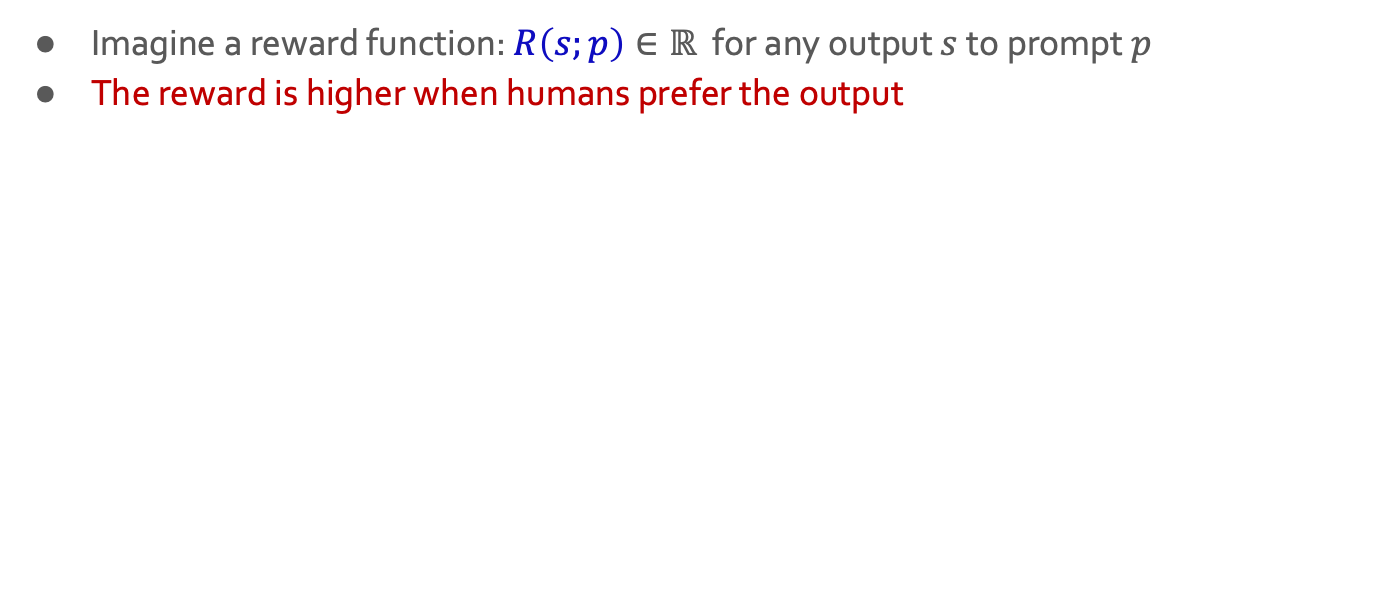 ● Imagine a reward function: R(s; p) ∈ ℝ for any output s to prompt p
● The reward is higher when humans prefer the output